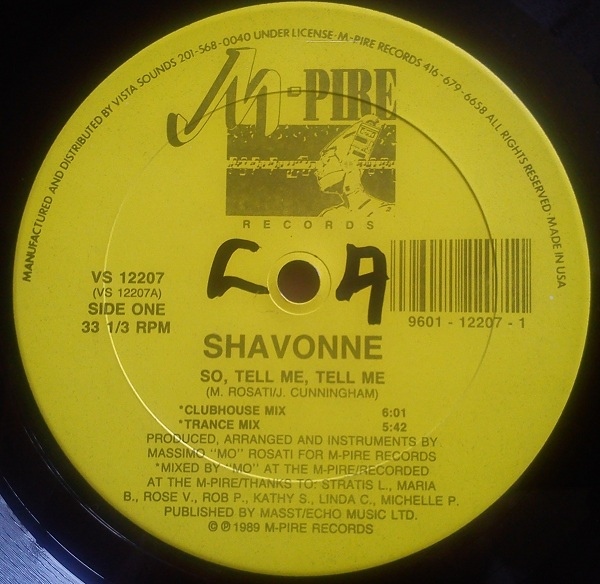 MANUFACTURED AND DISTRIBUTED BY VISTA SOUNDS 201-568-0040 UNDER LICENSE·M-PIRE RECORDS 416-679-6658 ALL RIGHTS RESERVED·MADE IN USA
M-PIRE
RECORDS
VS 12207
(VS 12207A)
SIDE ONE
33 1/3 RPM
9601 - 12207 - 1
SHAVONNE
SO, TELL ME, TELL ME
(M. ROSATI/J. CUNNINGHAM)
*CLUBHOUSE MIX 6:01
*TRANCE MIX 5:42
PRODUCED, ARRANGED AND INSTRUMENTS BY
MASSIMO "MO" ROSATI FOR M-PIRE RECORDS
*MIXED BY "MO" AT THE M-PIRE/RECORDED
AT THE M-PIRE/THANKS TO: STRATIS L., MARIA
B., ROSE V., ROB P., KATHY S., LINDA C., MICHELLE P.
PUBLISHED BY MASST/ECHO MUSIC LTD.
© ℗ 1989 M-PIRE RECORDS